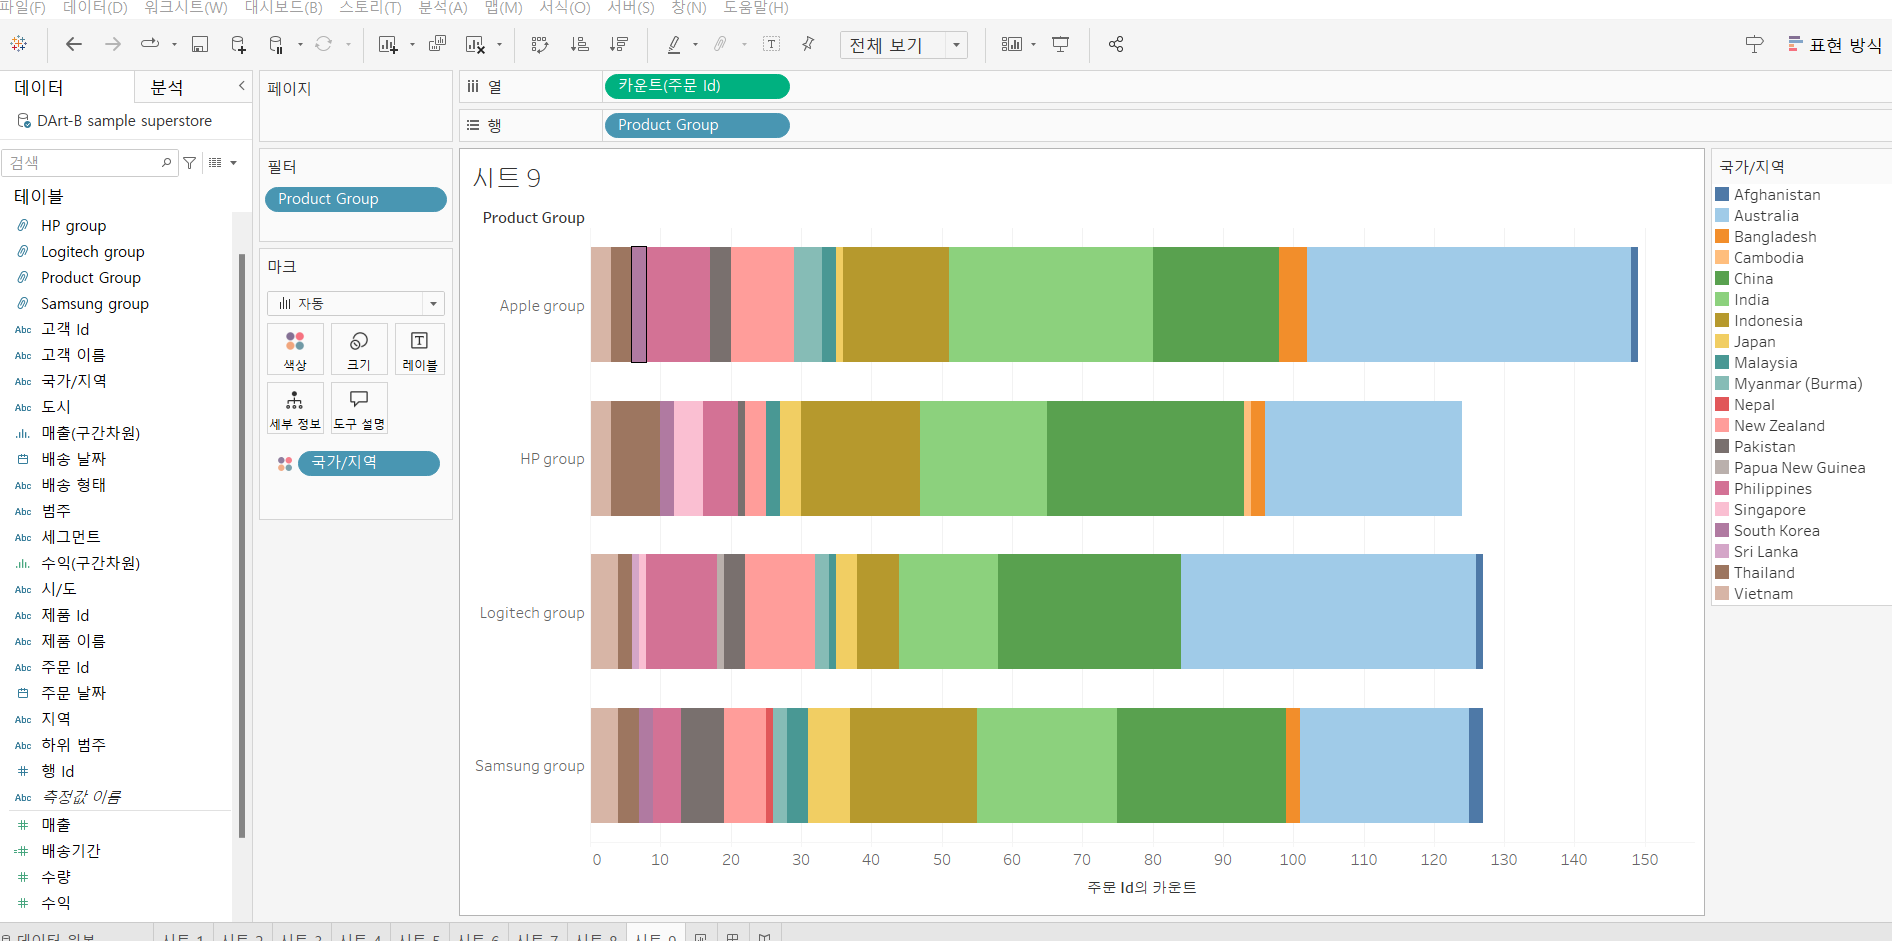 파일(F) 데이터(D) 워크시트(W) 대시보드(B) 스토리(T) 분석(A) 맵(M) 서식(O) 서버(S) 창(N) 도움말(H)
전체 보기
표현 방식
데이터 분석
DArt-B sample superstore
검색
테이블
HP group
Logitech group
Product Group
Samsung group
Abc 고객 Id
Abc 고객 이름
Abc 국가/지역
Abc 도시
매출(구간차원)
배송 날짜
Abc 배송 형태
Abc 범주
Abc 세그먼트
수익(구간차원)
Abc 시/도
Abc 제품 Id
Abc 제품 이름
Abc 주문 Id
주문 날짜
Abc 지역
Abc 하위 범주
# 행 Id
Abc 측정값 이름
# 매출
=# 배송기간
# 수량
# 수익
페이지
필터
Product Group
마크
자동
색상 크기 레이블
세부 정보 도구 설명
국가/지역
열 카운트(주문 Id)
행 Product Group
시트 9
Product Group
Apple group
HP group
Logitech group
Samsung group
0 10 20 30 40 50 60 70 80 90 100 110 120 130 140 150
주문 Id의 카운트
국가/지역
Afghanistan
Australia
Bangladesh
Cambodia
China
India
Indonesia
Japan
Malaysia
Myanmar (Burma)
Nepal
New Zealand
Pakistan
Papua New Guinea
Philippines
Singapore
South Korea
Sri Lanka
Thailand
Vietnam
데이터 원본 시트 1 시트 2 시트 3 시트 4 시트 5 시트 6 시트 7 시트 8 시트 9